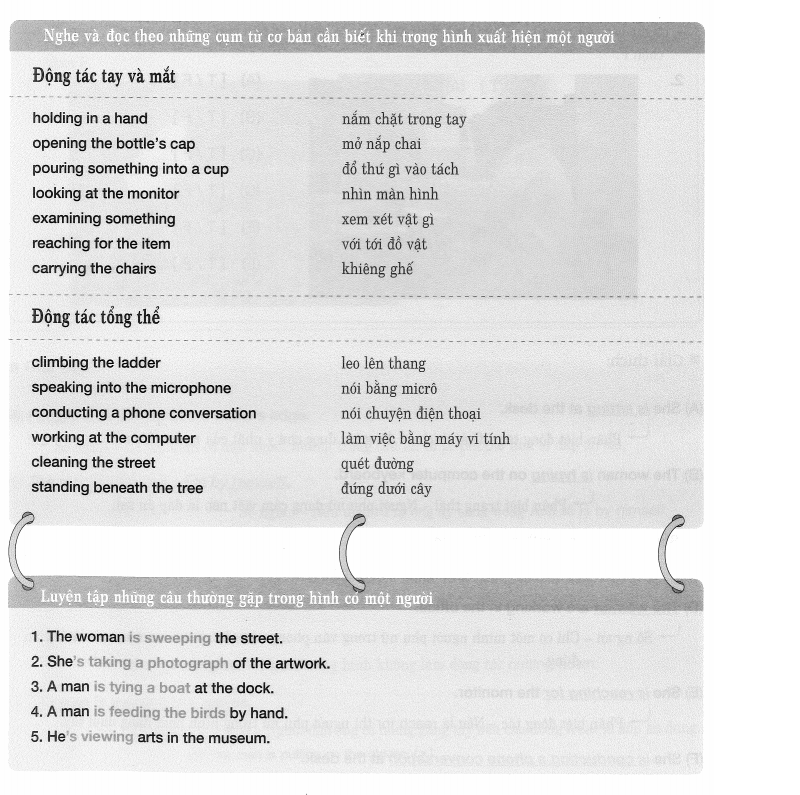 Nghe và đọc theo những cụm từ cơ bản cần biết khi trong hình xuất hiện một người
Động tác tay và mắt
holding in a hand nắm chặt trong tay
opening the bottle's cap mở nắp chai
pouring something into a cup đổ thứ gì vào tách
looking at the monitor nhìn màn hình
examining something xem xét vật gì
reaching for the item với tới đồ vật
carrying the chairs khiêng ghế
Động tác tổng thể
climbing the ladder leo lên thang
speaking into the microphone nói bằng micrô
conducting a phone conversation nói chuyện điện thoại
working at the computer làm việc bằng máy vi tính
cleaning the street quét đường
standing beneath the tree đứng dưới cây
Luyện tập những câu thường gặp trong hình có một người
1. The woman is sweeping the street.
2. She's taking a photograph of the artwork.
3. A man is tying a boat at the dock.
4. A man is feeding the birds by hand.
5. He's viewing arts in the museum.